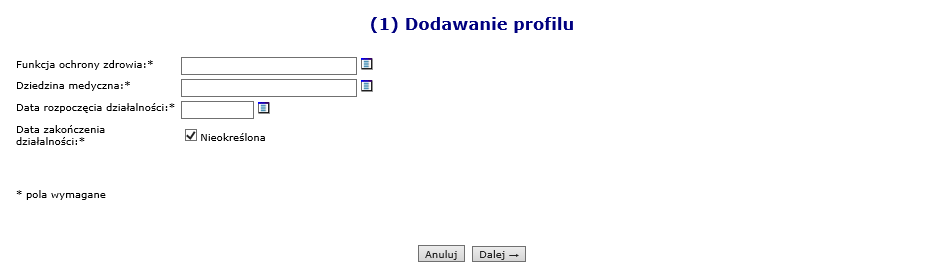 (1) Dodawanie profilu
Funkcja ochrony zdrowia:*
Dziedzina medyczna:*
Data rozpoczęcia działalności:*
Data zakończenia
działalności:*
Nieokreślona
* pola wymagane
Anuluj
Dalej →